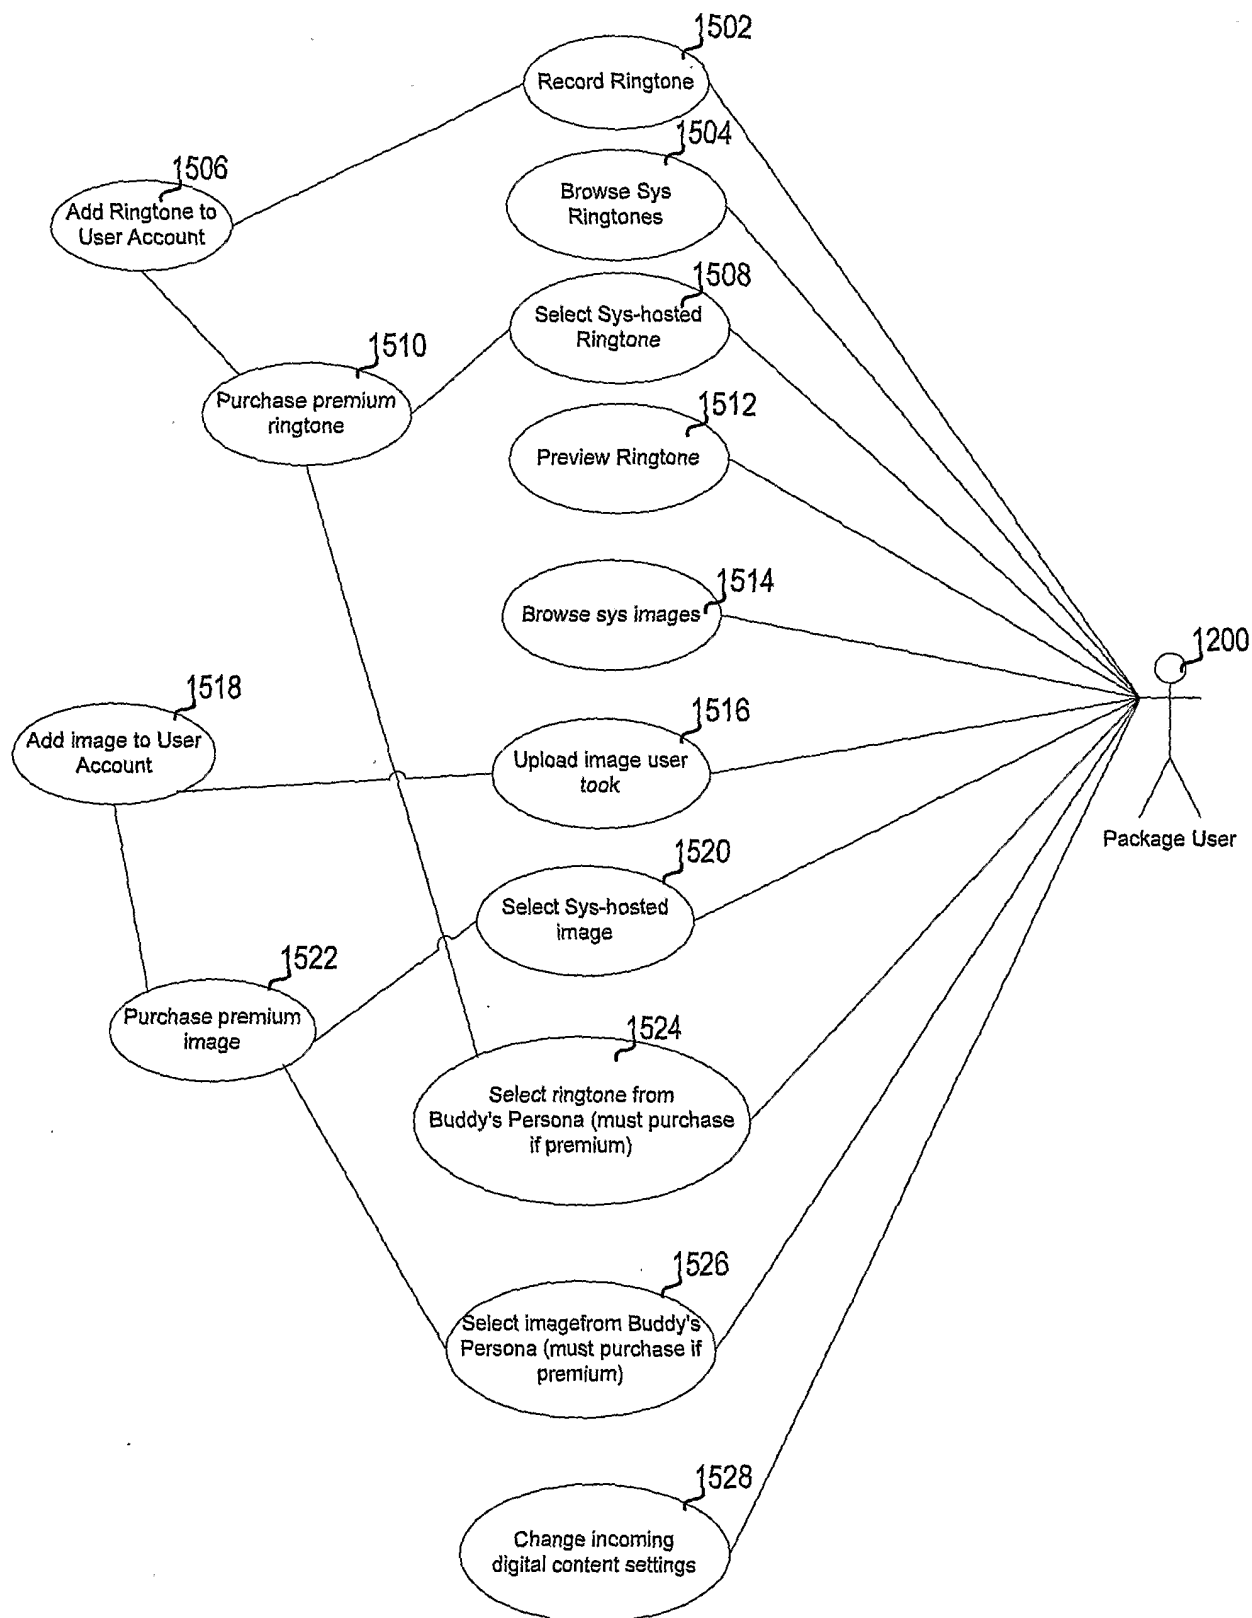 1502
Record Ringtone
1504
Browse Sys
Ringtones
1506
Add Ringtone to
User Account
1508
Select Sys-hosted
Ringtone
1510
Purchase premium
ringtone
1512
Preview Ringtone
1514
Browse sys images
1200
Package User
1518
Add image to User
Account
1516
Upload image user
took
1520
Select Sys-hosted
image
1522
Purchase premium
image
1524
Select ringtone from
Buddy's Persona (must purchase
if premium)
1526
Select imagefrom Buddy's
Persona (must purchase if
premium)
1528
Change incoming
digital content settings